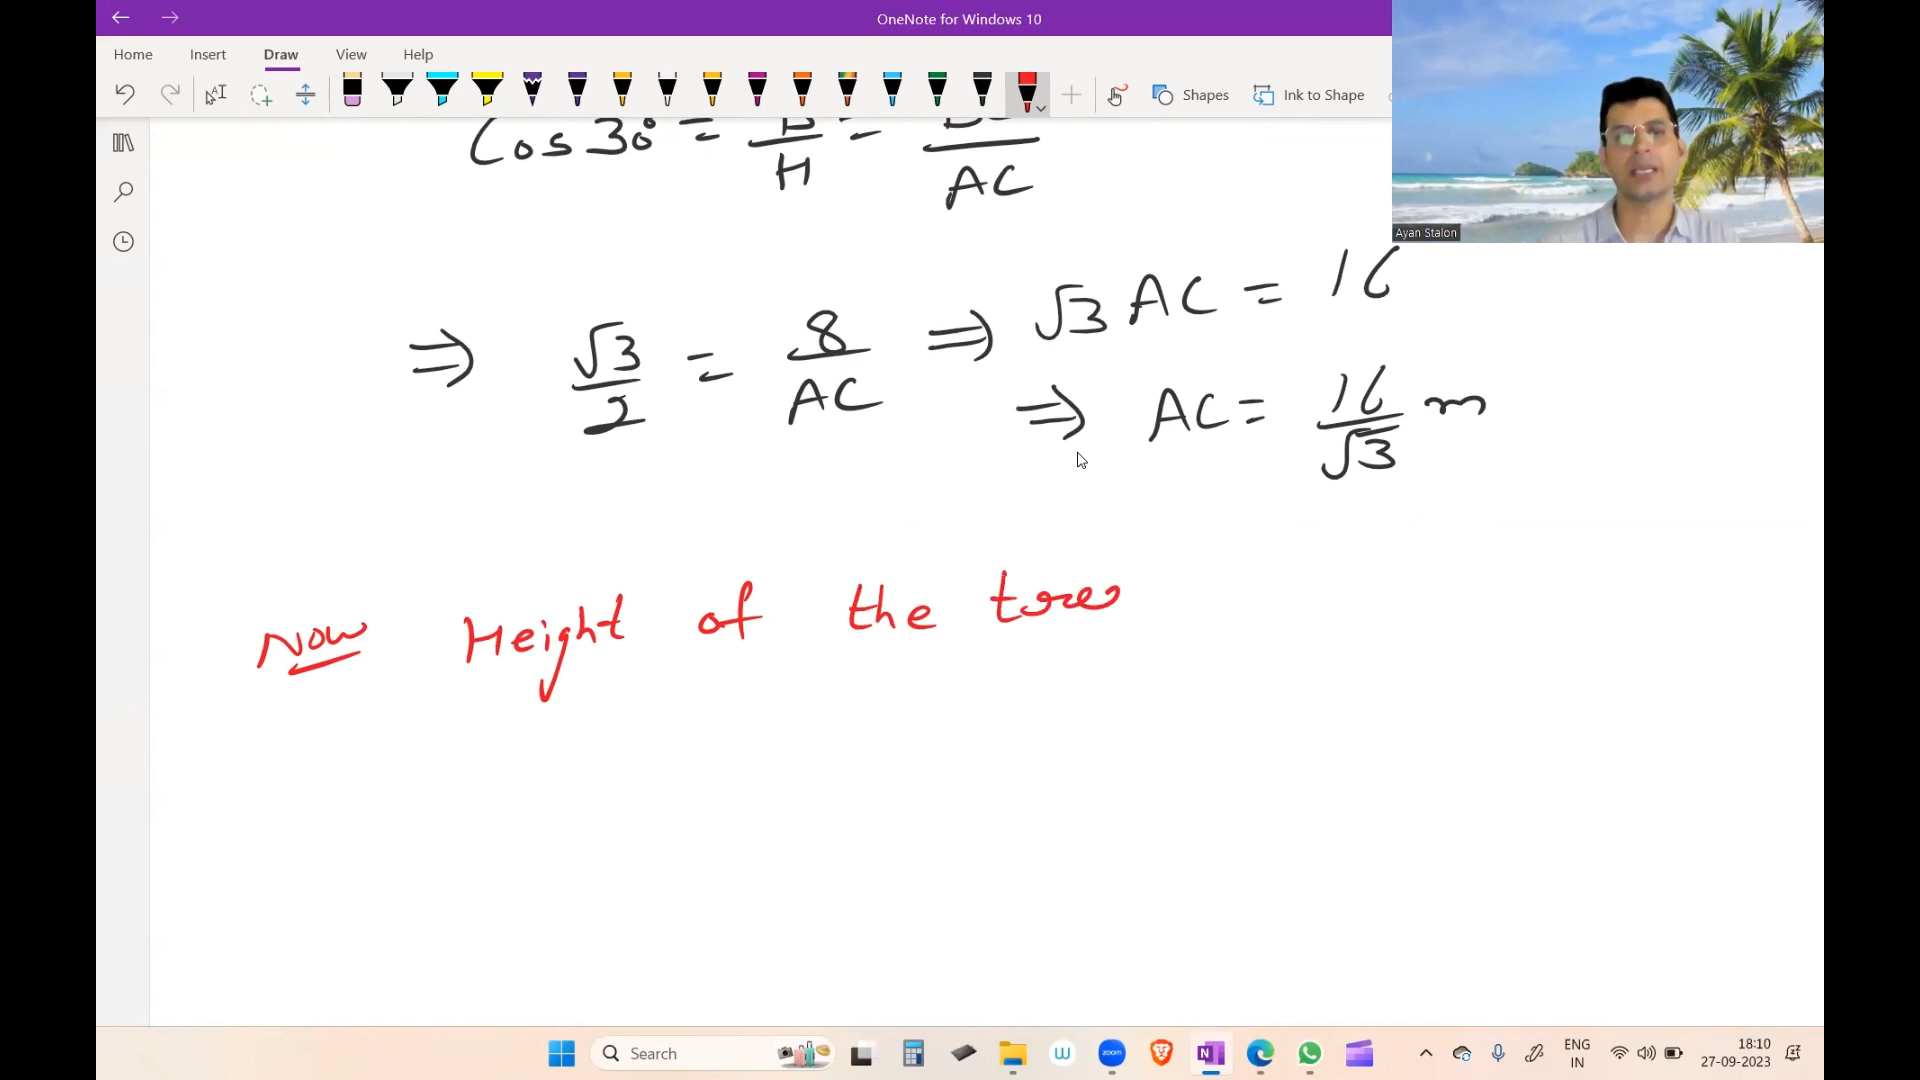 OneNote for Windows 10
Home Insert Draw View Help
Shapes Ink to Shape
Ayan Stalon
Cos 30° = B/H = BC/AC
⇒ √3/2 = 8/AC ⇒ √3 AC = 16
⇒ AC = 16/√3 m
Now Height of the tree
Search
zoom
ENG
IN
18:10
27-09-2023